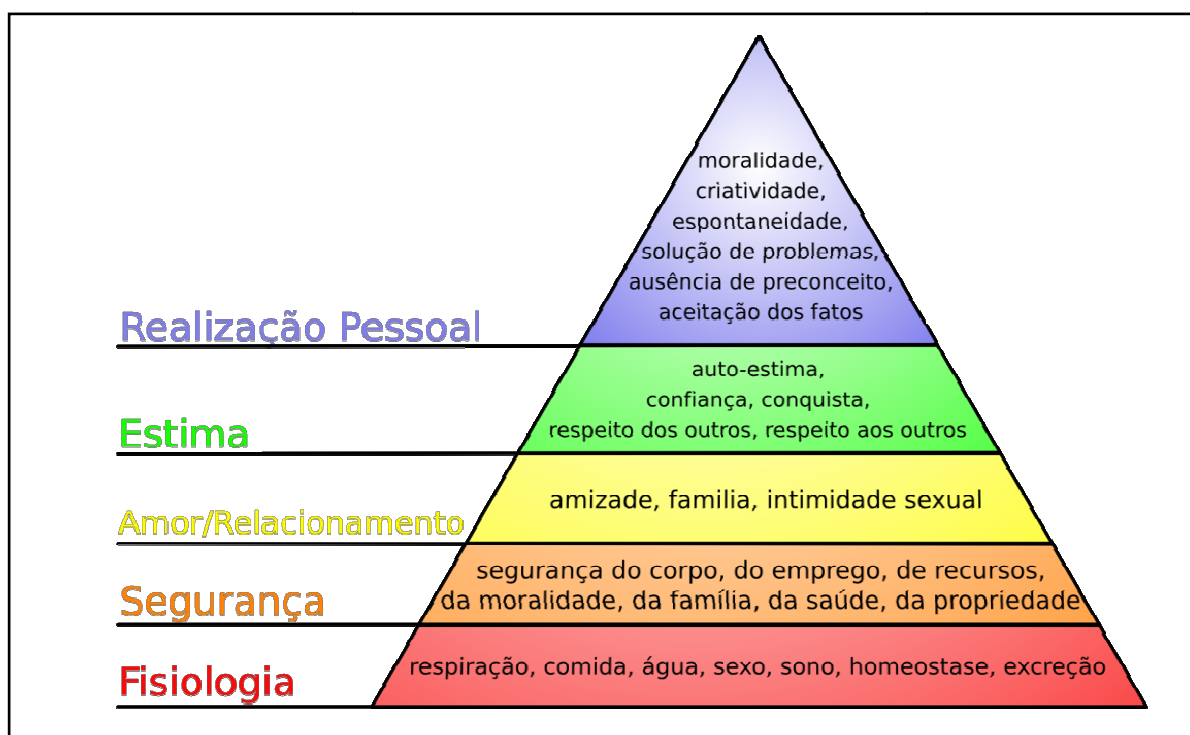 moralidade,
criatividade,
espontaneidade,
solução de problemas,
ausência de preconceito,
aceitação dos fatos
Realização Pessoal
auto-estima,
confiança, conquista,
respeito dos outros, respeito aos outros
Estima
amizade, familia, intimidade sexual
Amor/Relacionamento
segurança do corpo, do emprego, de recursos,
da moralidade, da família, da saúde, da propriedade
Segurança
respiração, comida, água, sexo, sono, homeostase, excreção
Fisiologia